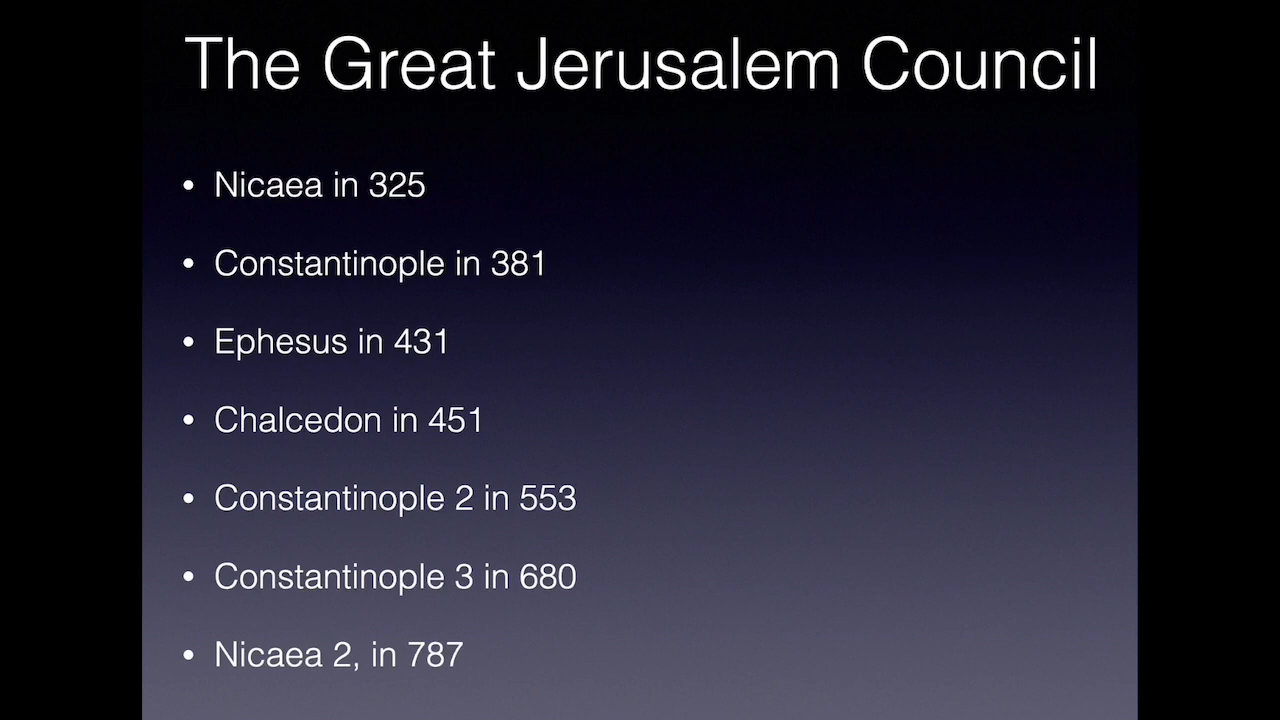 The Great Jerusalem Council
• Nicaea in 325
• Constantinople in 381
• Ephesus in 431
• Chalcedon in 451
• Constantinople 2 in 553
• Constantinople 3 in 680
• Nicaea 2, in 787